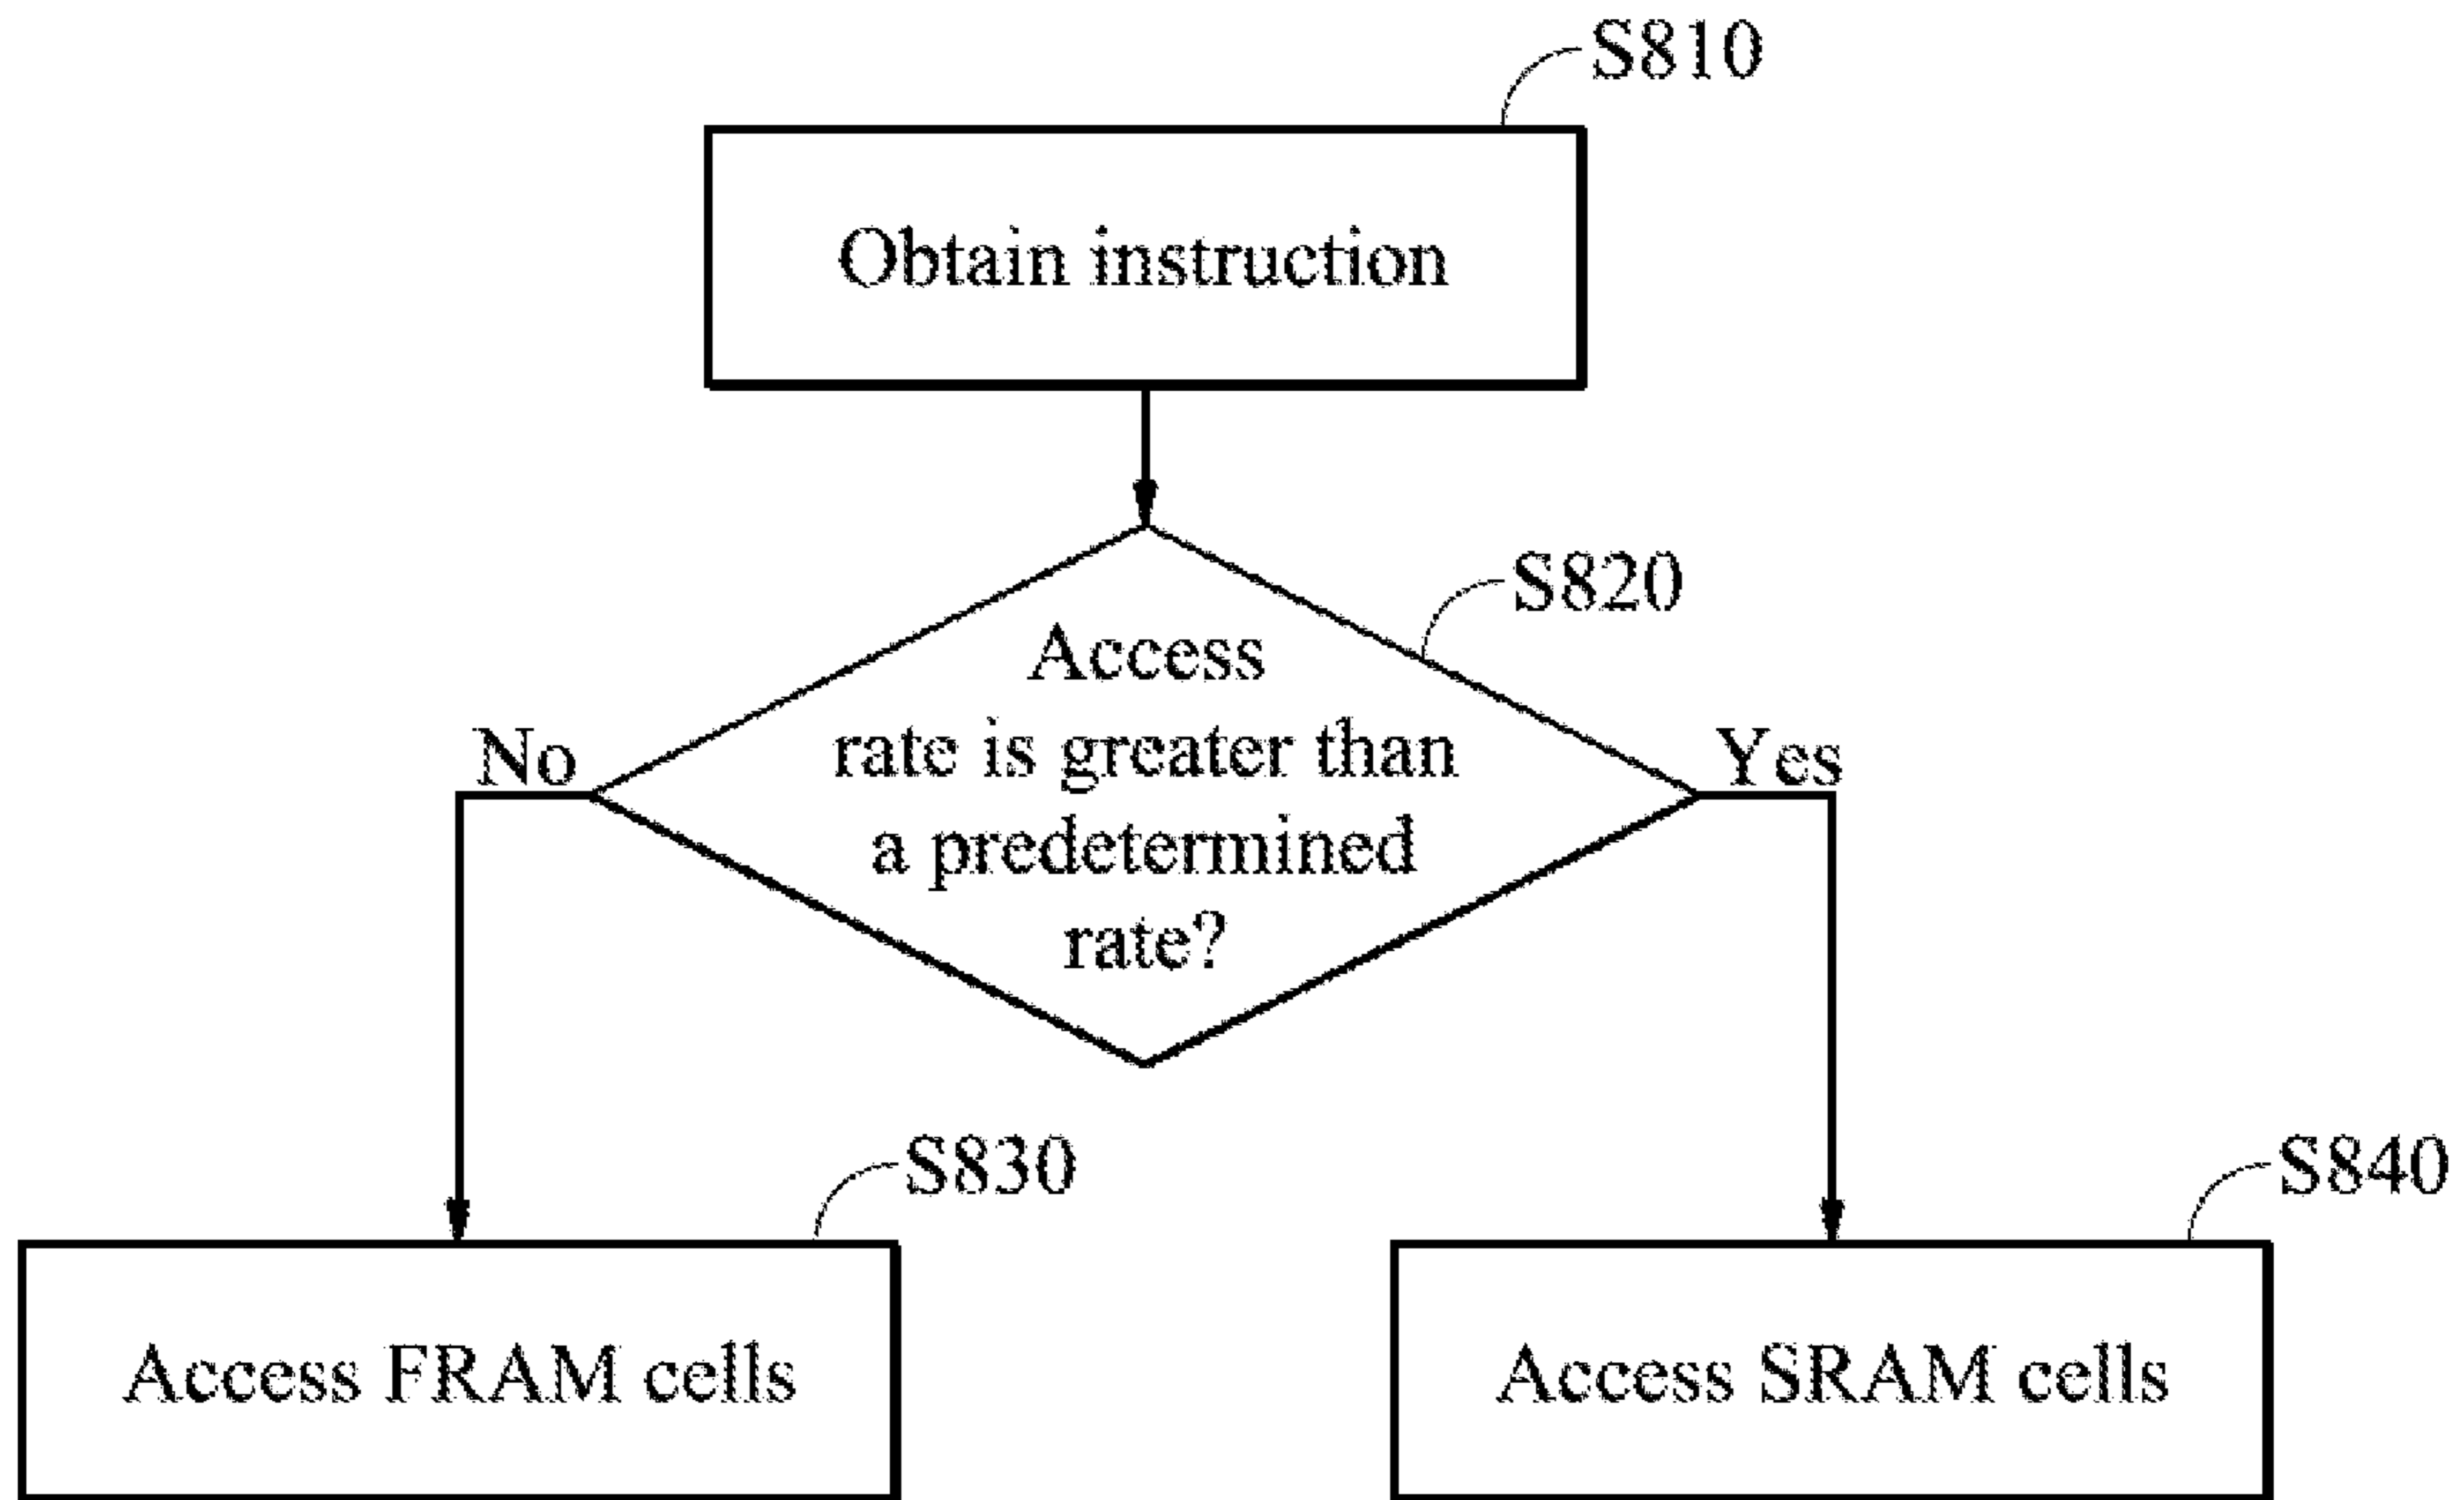 S810
Obtain instruction
S820
Access
rate is greater than
a predetermined
rate?
No
Yes
S830
S840
Access FRAM cells
Access SRAM cells